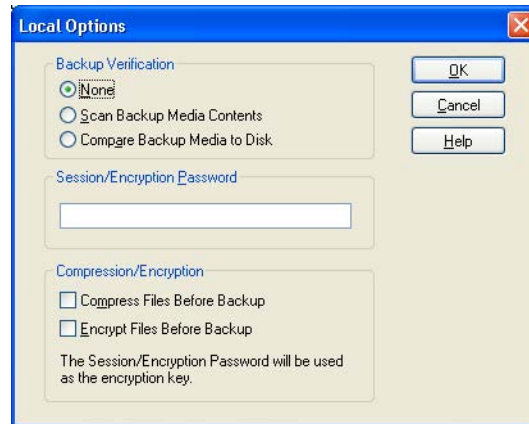 Local Options
Backup Verification
None
Scan Backup Media Contents
Compare Backup Media to Disk
OK
Cancel
Help
Session/Encryption Password
Compression/Encryption
Compress Files Before Backup
Encrypt Files Before Backup
The Session/Encryption Password will be used
as the encryption key.